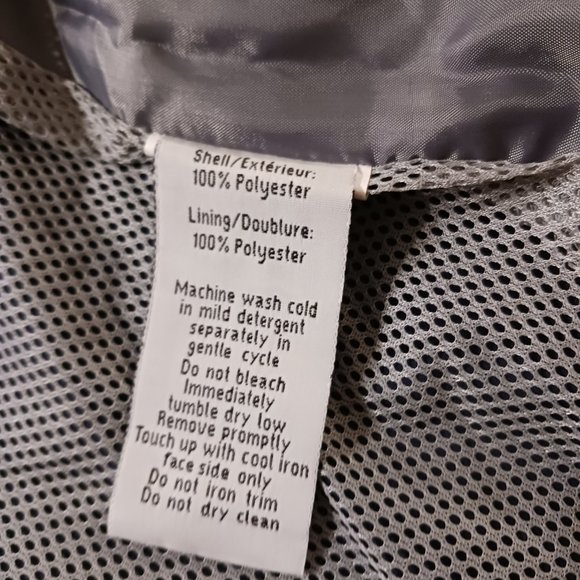 Shell/Extérieur:
100% Polyester
Lining/Doublure:
100% Polyester
Machine wash cold
in mild detergent
separately in
gentle cycle
Do not bleach
Immediately
tumble dry low
Remove promptly
Touch up with cool iron
face side only
Do not iron trim
Do not dry clean